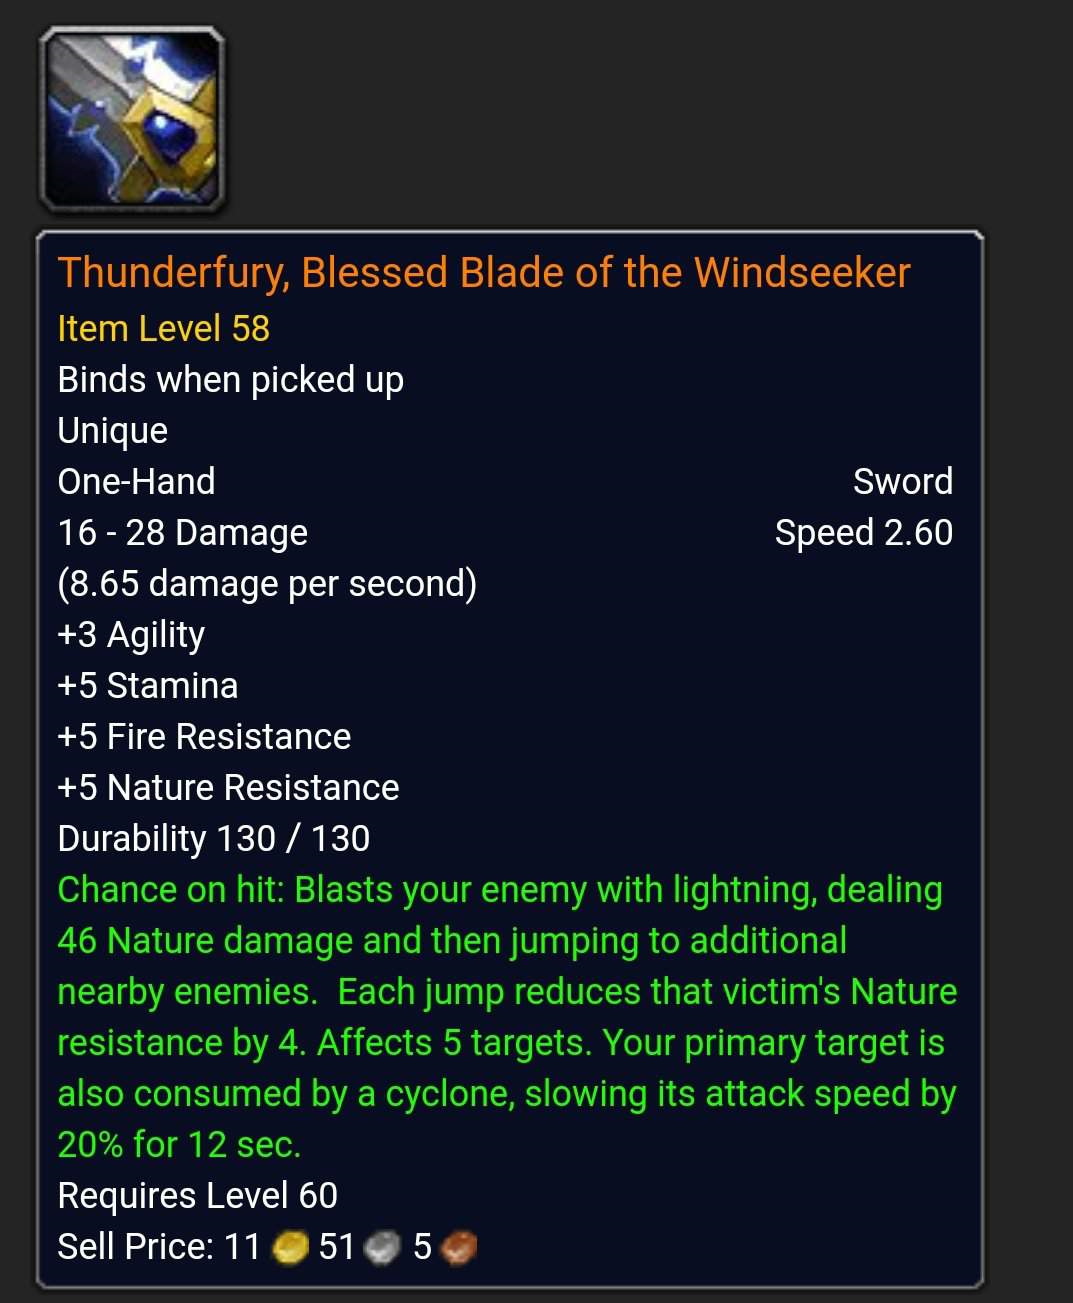 Thunderfury, Blessed Blade of the Windseeker
Item Level 58
Binds when picked up
Unique
One-Hand Sword
16 - 28 Damage Speed 2.60
(8.65 damage per second)
+3 Agility
+5 Stamina
+5 Fire Resistance
+5 Nature Resistance
Durability 130 / 130
Chance on hit: Blasts your enemy with lightning, dealing
46 Nature damage and then jumping to additional
nearby enemies.  Each jump reduces that victim's Nature
resistance by 4. Affects 5 targets. Your primary target is
also consumed by a cyclone, slowing its attack speed by
20% for 12 sec.
Requires Level 60
Sell Price: 11 51 5